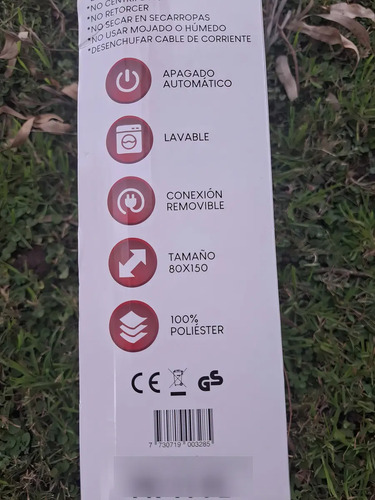 *NO RETORCER
*NO SECAR EN SECARROPAS
*NO USAR MOJADO O HÚMEDO
*DESENCHUFAR CABLE DE CORRIENTE
APAGADO
AUTOMÁTICO
LAVABLE
CONEXIÓN
REMOVIBLE
TAMAÑO
80X150
100%
POLIÉSTER
CE GS
7 730719 003285